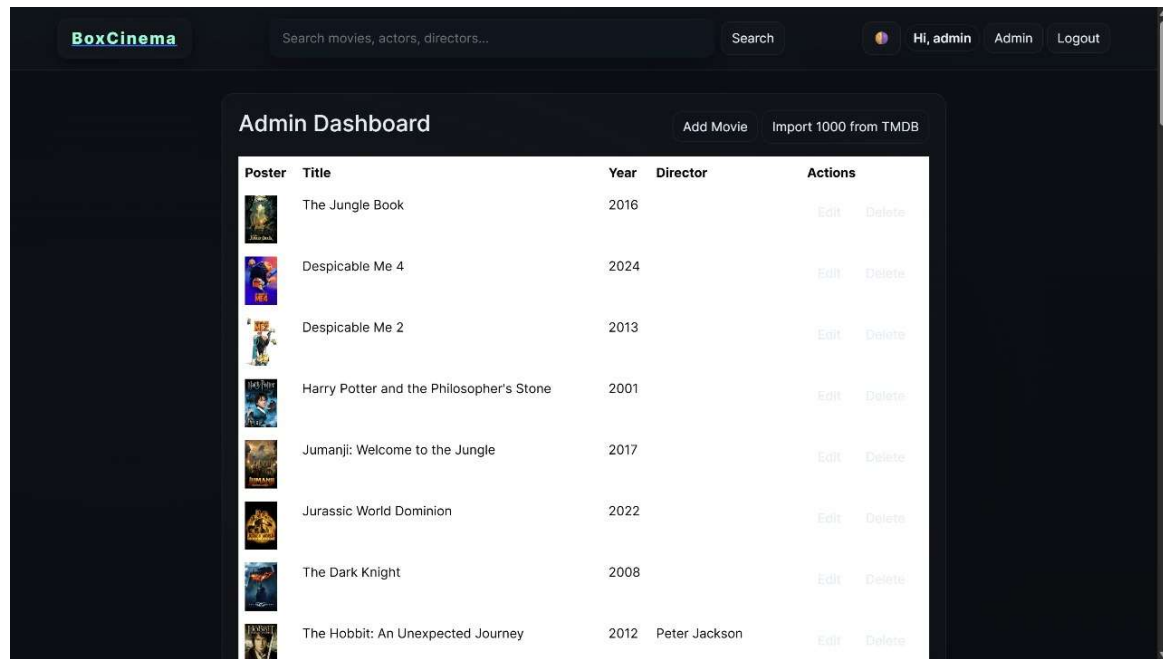 BoxCinema Search movies, actors, directors... Search Hi, admin Admin Logout
Admin Dashboard Add Movie Import 1000 from TMDB
Poster Title Year Director Actions
The Jungle Book 2016 Edit Delete
Despicable Me 4 2024 Edit Delete
Despicable Me 2 2013 Edit Delete
Harry Potter and the Philosopher's Stone 2001 Edit Delete
Jumanji: Welcome to the Jungle 2017 Edit Delete
Jurassic World Dominion 2022 Edit Delete
The Dark Knight 2008 Edit Delete
The Hobbit: An Unexpected Journey 2012 Peter Jackson Edit Delete